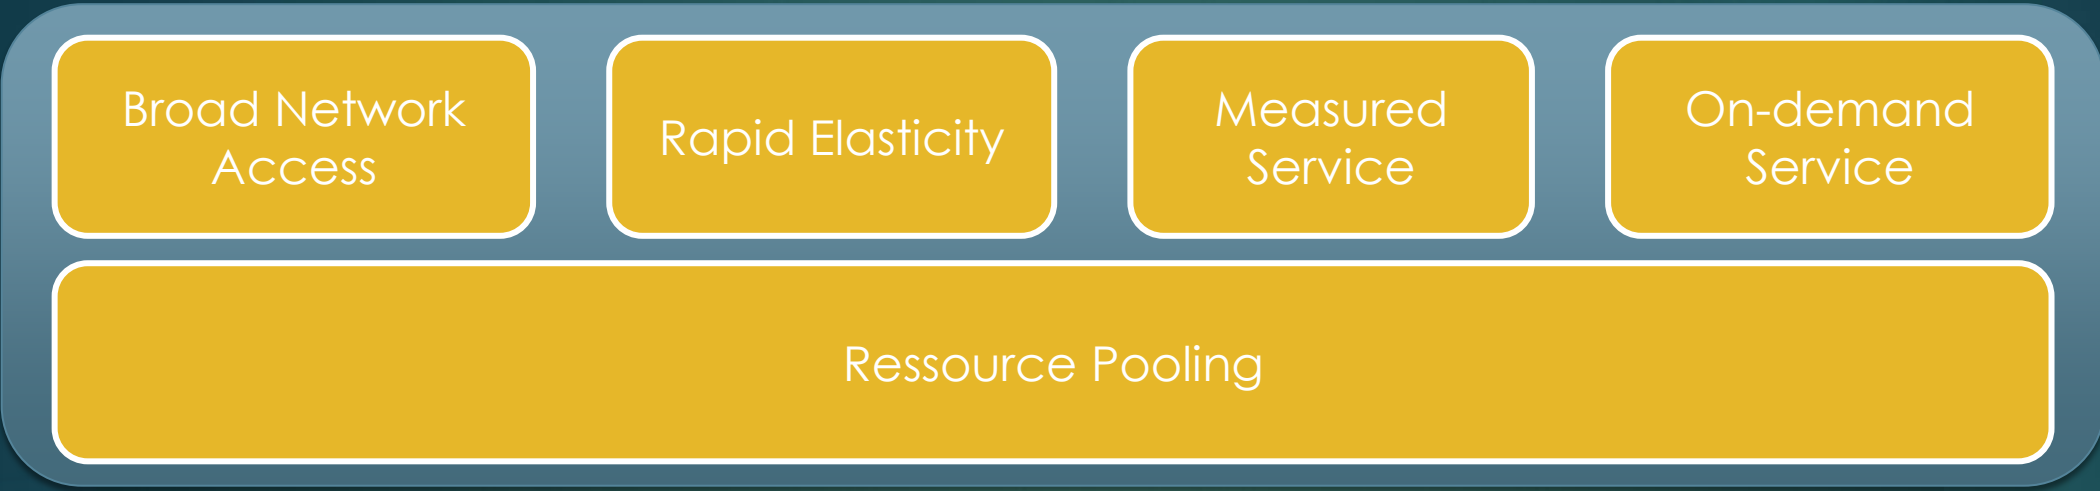 Broad Network
Access
Rapid Elasticity
Measured
Service
On-demand
Service
Ressource Pooling